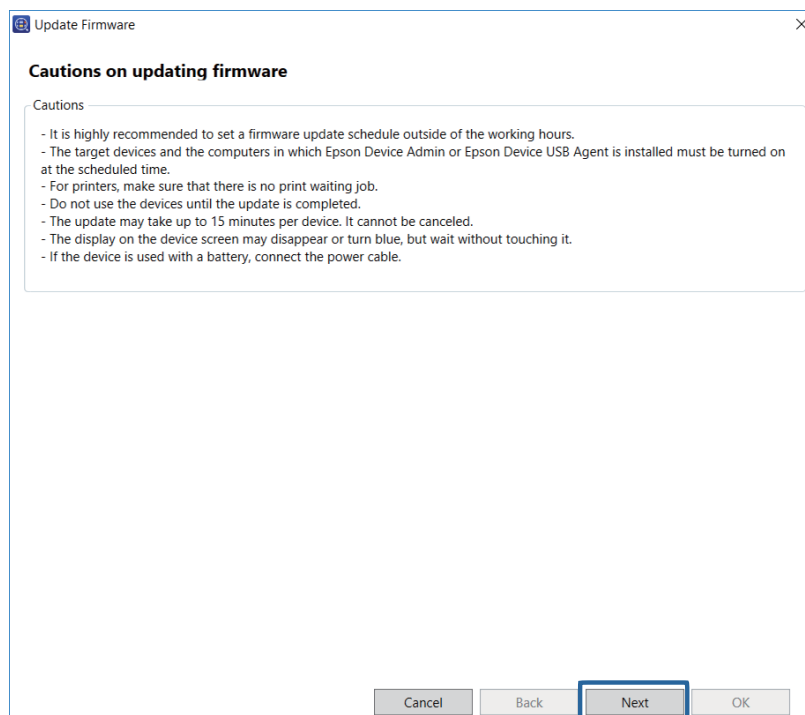 Update Firmware
Cautions on updating firmware
Cautions
- It is highly recommended to set a firmware update schedule outside of the working hours.
- The target devices and the computers in which Epson Device Admin or Epson Device USB Agent is installed must be turned on
at the scheduled time.
- For printers, make sure that there is no print waiting job.
- Do not use the devices until the update is completed.
- The update may take up to 15 minutes per device. It cannot be canceled.
- The display on the device screen may disappear or turn blue, but wait without touching it.
- If the device is used with a battery, connect the power cable.
Cancel Back Next OK